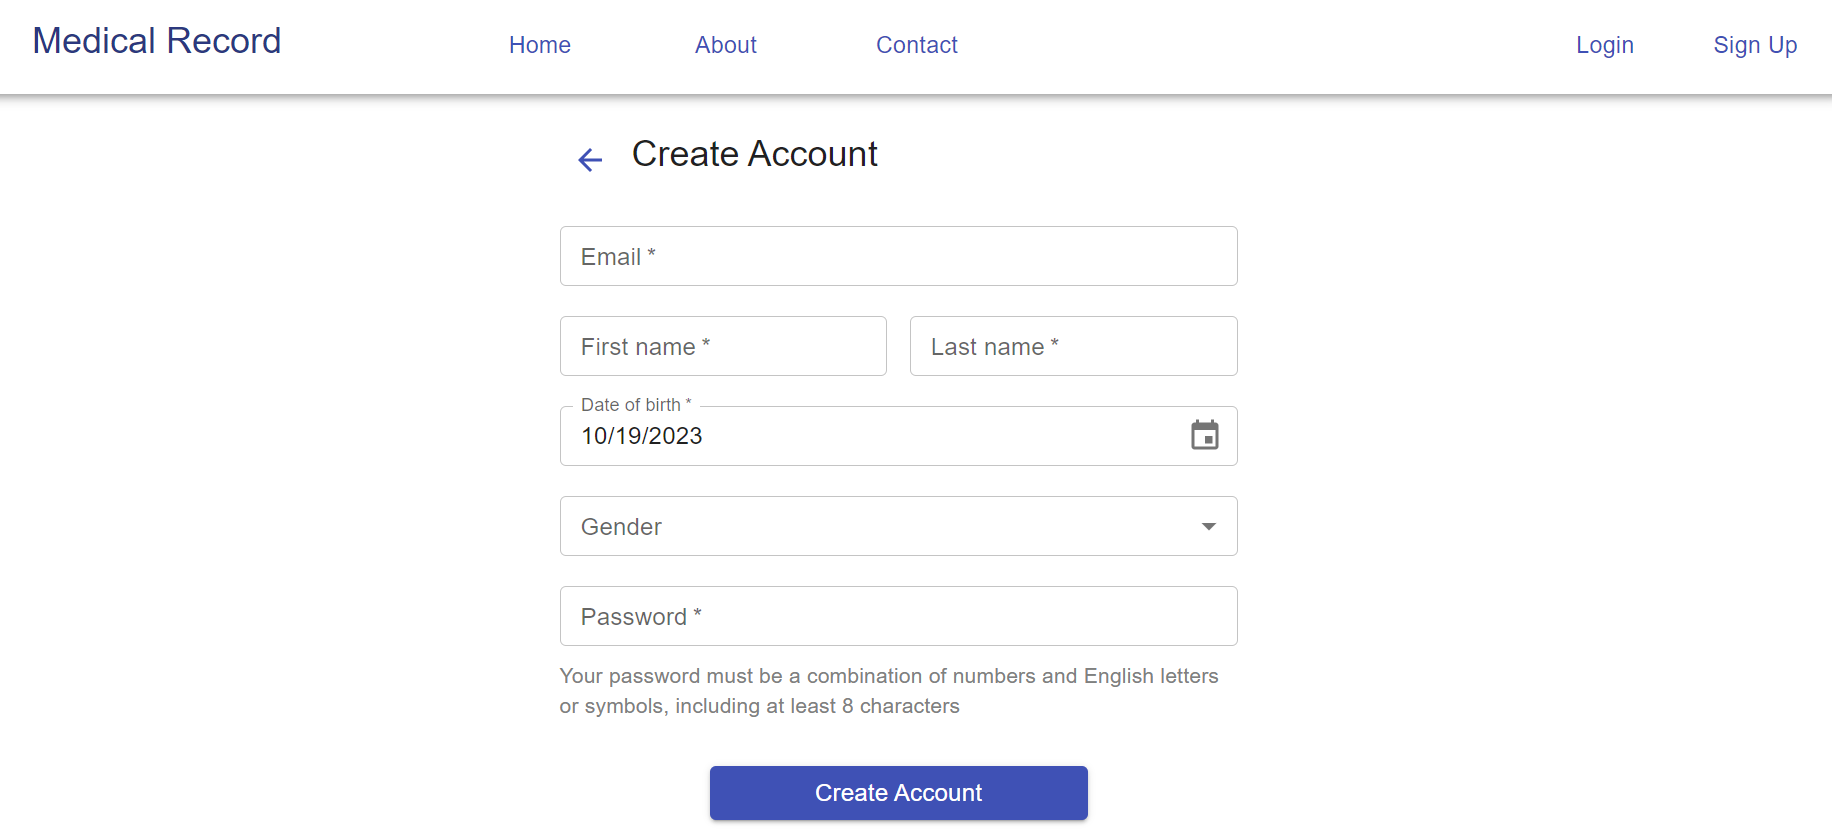 Medical Record Home About Contact Login Sign Up
Create Account
Email *
First name * Last name *
Date of birth *
10/19/2023
Gender
Password *
Your password must be a combination of numbers and English letters
or symbols, including at least 8 characters
Create Account